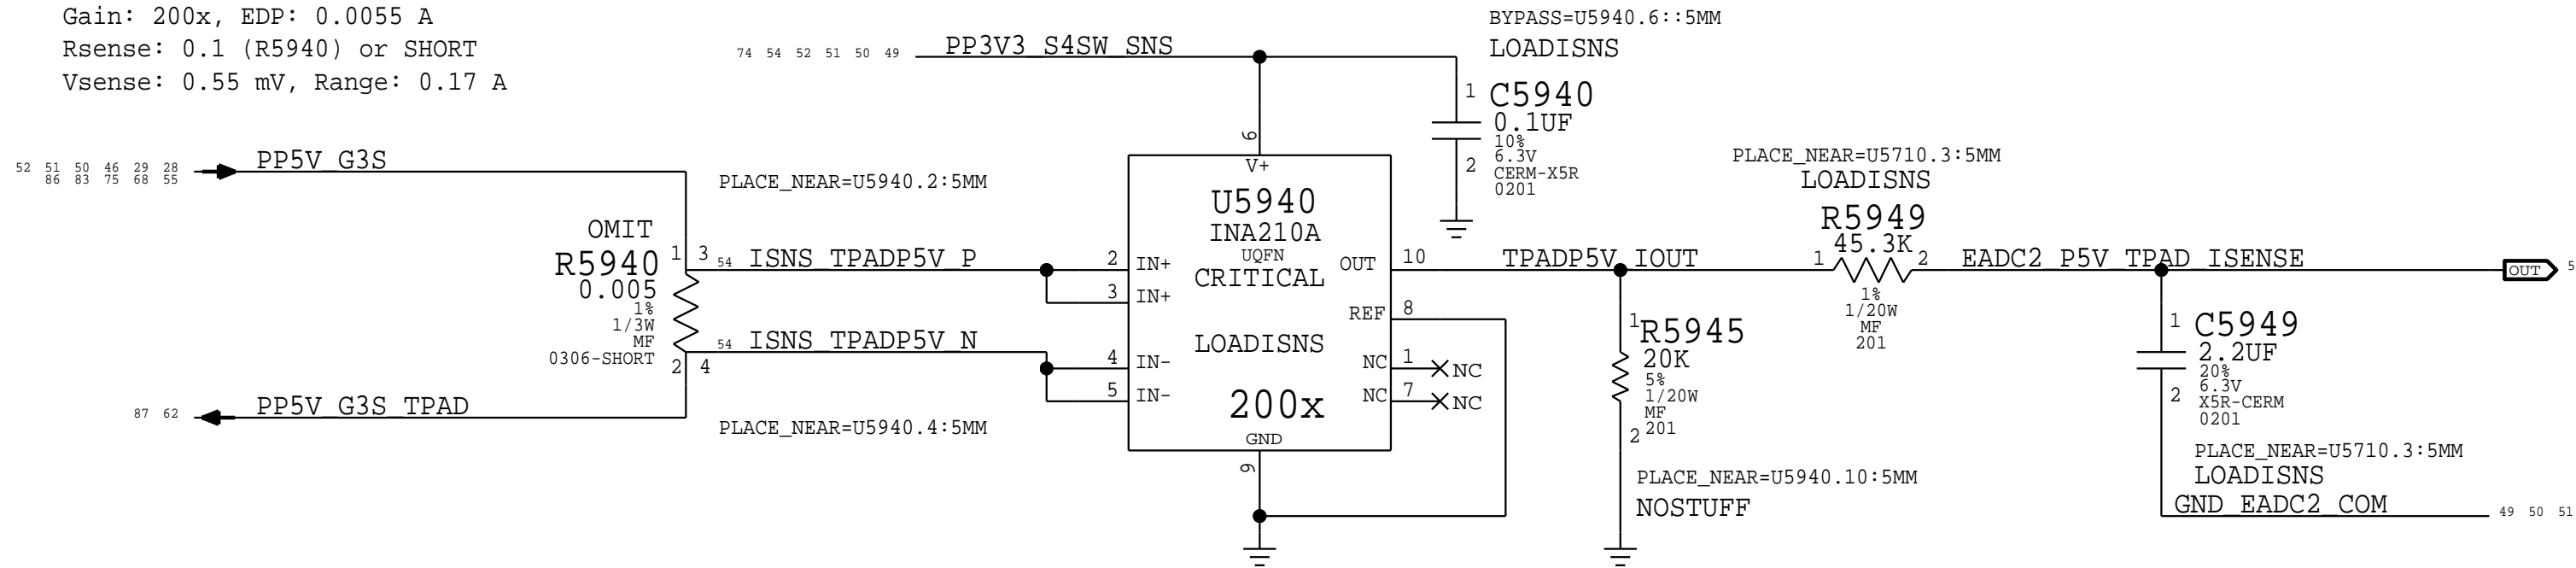 Gain: 200x, EDP: 0.0055 A
Rsense: 0.1 (R5940) or SHORT
Vsense: 0.55 mV, Range: 0.17 A
74 54 52 51 50 49
PP3V3_S4SW_SNS
BYPASS=U5940.6::5MM
LOADISNS
1
C5940
0.1UF
10%
6.3V
CERM-X5R
0201
2
52 51 50 46 29 28
86 83 75 68 55
PP5V_G3S
PLACE_NEAR=U5940.2:5MM
OMIT
R5940
0.005
1%
1/3W
MF
0306-SHORT
1 3
2 4
54 ISNS_TPADP5V_P
54 ISNS_TPADP5V_N
87 62
PP5V_G3S_TPAD
PLACE_NEAR=U5940.4:5MM
6
V+
U5940
INA210A
UQFN
CRITICAL
LOADISNS
200x
GND
9
2 IN+
3 IN+
4 IN-
5 IN-
OUT 10
REF 8
NC 1 NC
NC 7 NC
TPADP5V_IOUT
PLACE_NEAR=U5710.3:5MM
LOADISNS
R5949
45.3K
1 2
1%
1/20W
MF
201
1
R5945
20K
5%
1/20W
MF
201
2
PLACE_NEAR=U5940.10:5MM
NOSTUFF
EADC2_P5V_TPAD_ISENSE
OUT 5
1
C5949
2.2UF
20%
6.3V
X5R-CERM
0201
2
PLACE_NEAR=U5710.3:5MM
LOADISNS
GND_EADC2_COM
49 50 51